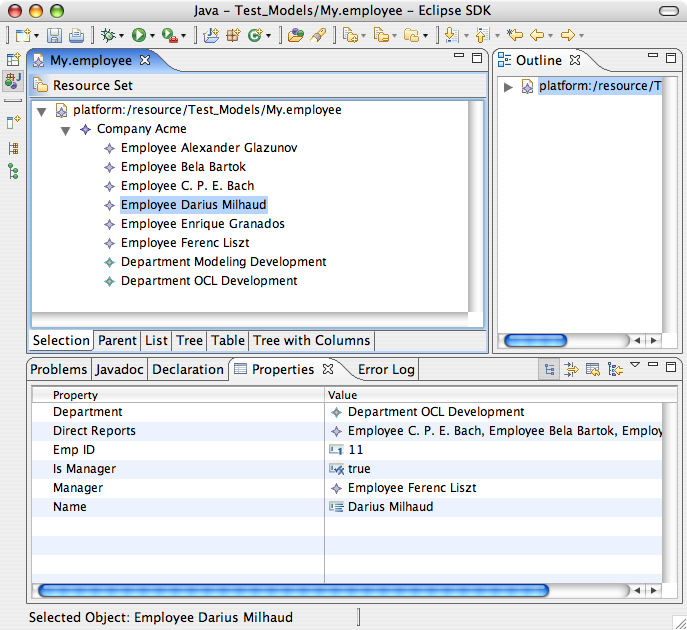 Java - Test_Models/My.employee - Eclipse SDK
My.employee
Outline
Resource Set
platform:/resource/Test_Models/My.employee
platform:/resource/T
Company Acme
Employee Alexander Glazunov
Employee Bela Bartok
Employee C. P. E. Bach
Employee Darius Milhaud
Employee Enrique Granados
Employee Ferenc Liszt
Department Modeling Development
Department OCL Development
Selection Parent List Tree Table Tree with Columns
Problems Javadoc Declaration Properties Error Log
Property Value
Department Department OCL Development
Direct Reports Employee C. P. E. Bach, Employee Bela Bartok, Employ
Emp ID 11
Is Manager true
Manager Employee Ferenc Liszt
Name Darius Milhaud
Selected Object: Employee Darius Milhaud